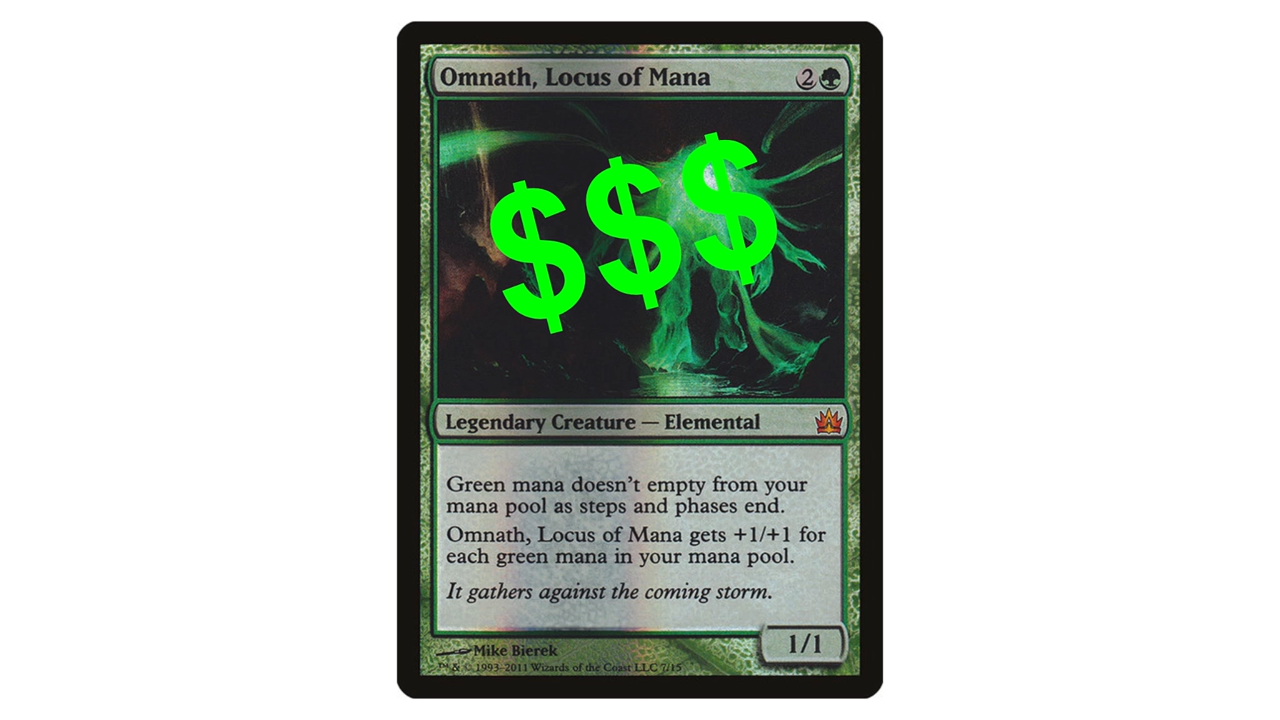 Omnath, Locus of Mana 2
$$$
Legendary Creature — Elemental
Green mana doesn't empty from your
mana pool as steps and phases end.
Omnath, Locus of Mana gets +1/+1 for
each green mana in your mana pool.
It gathers against the coming storm.
1/1
Mike Bierek
& © 1993–2011 Wizards of the Coast LLC 7/15